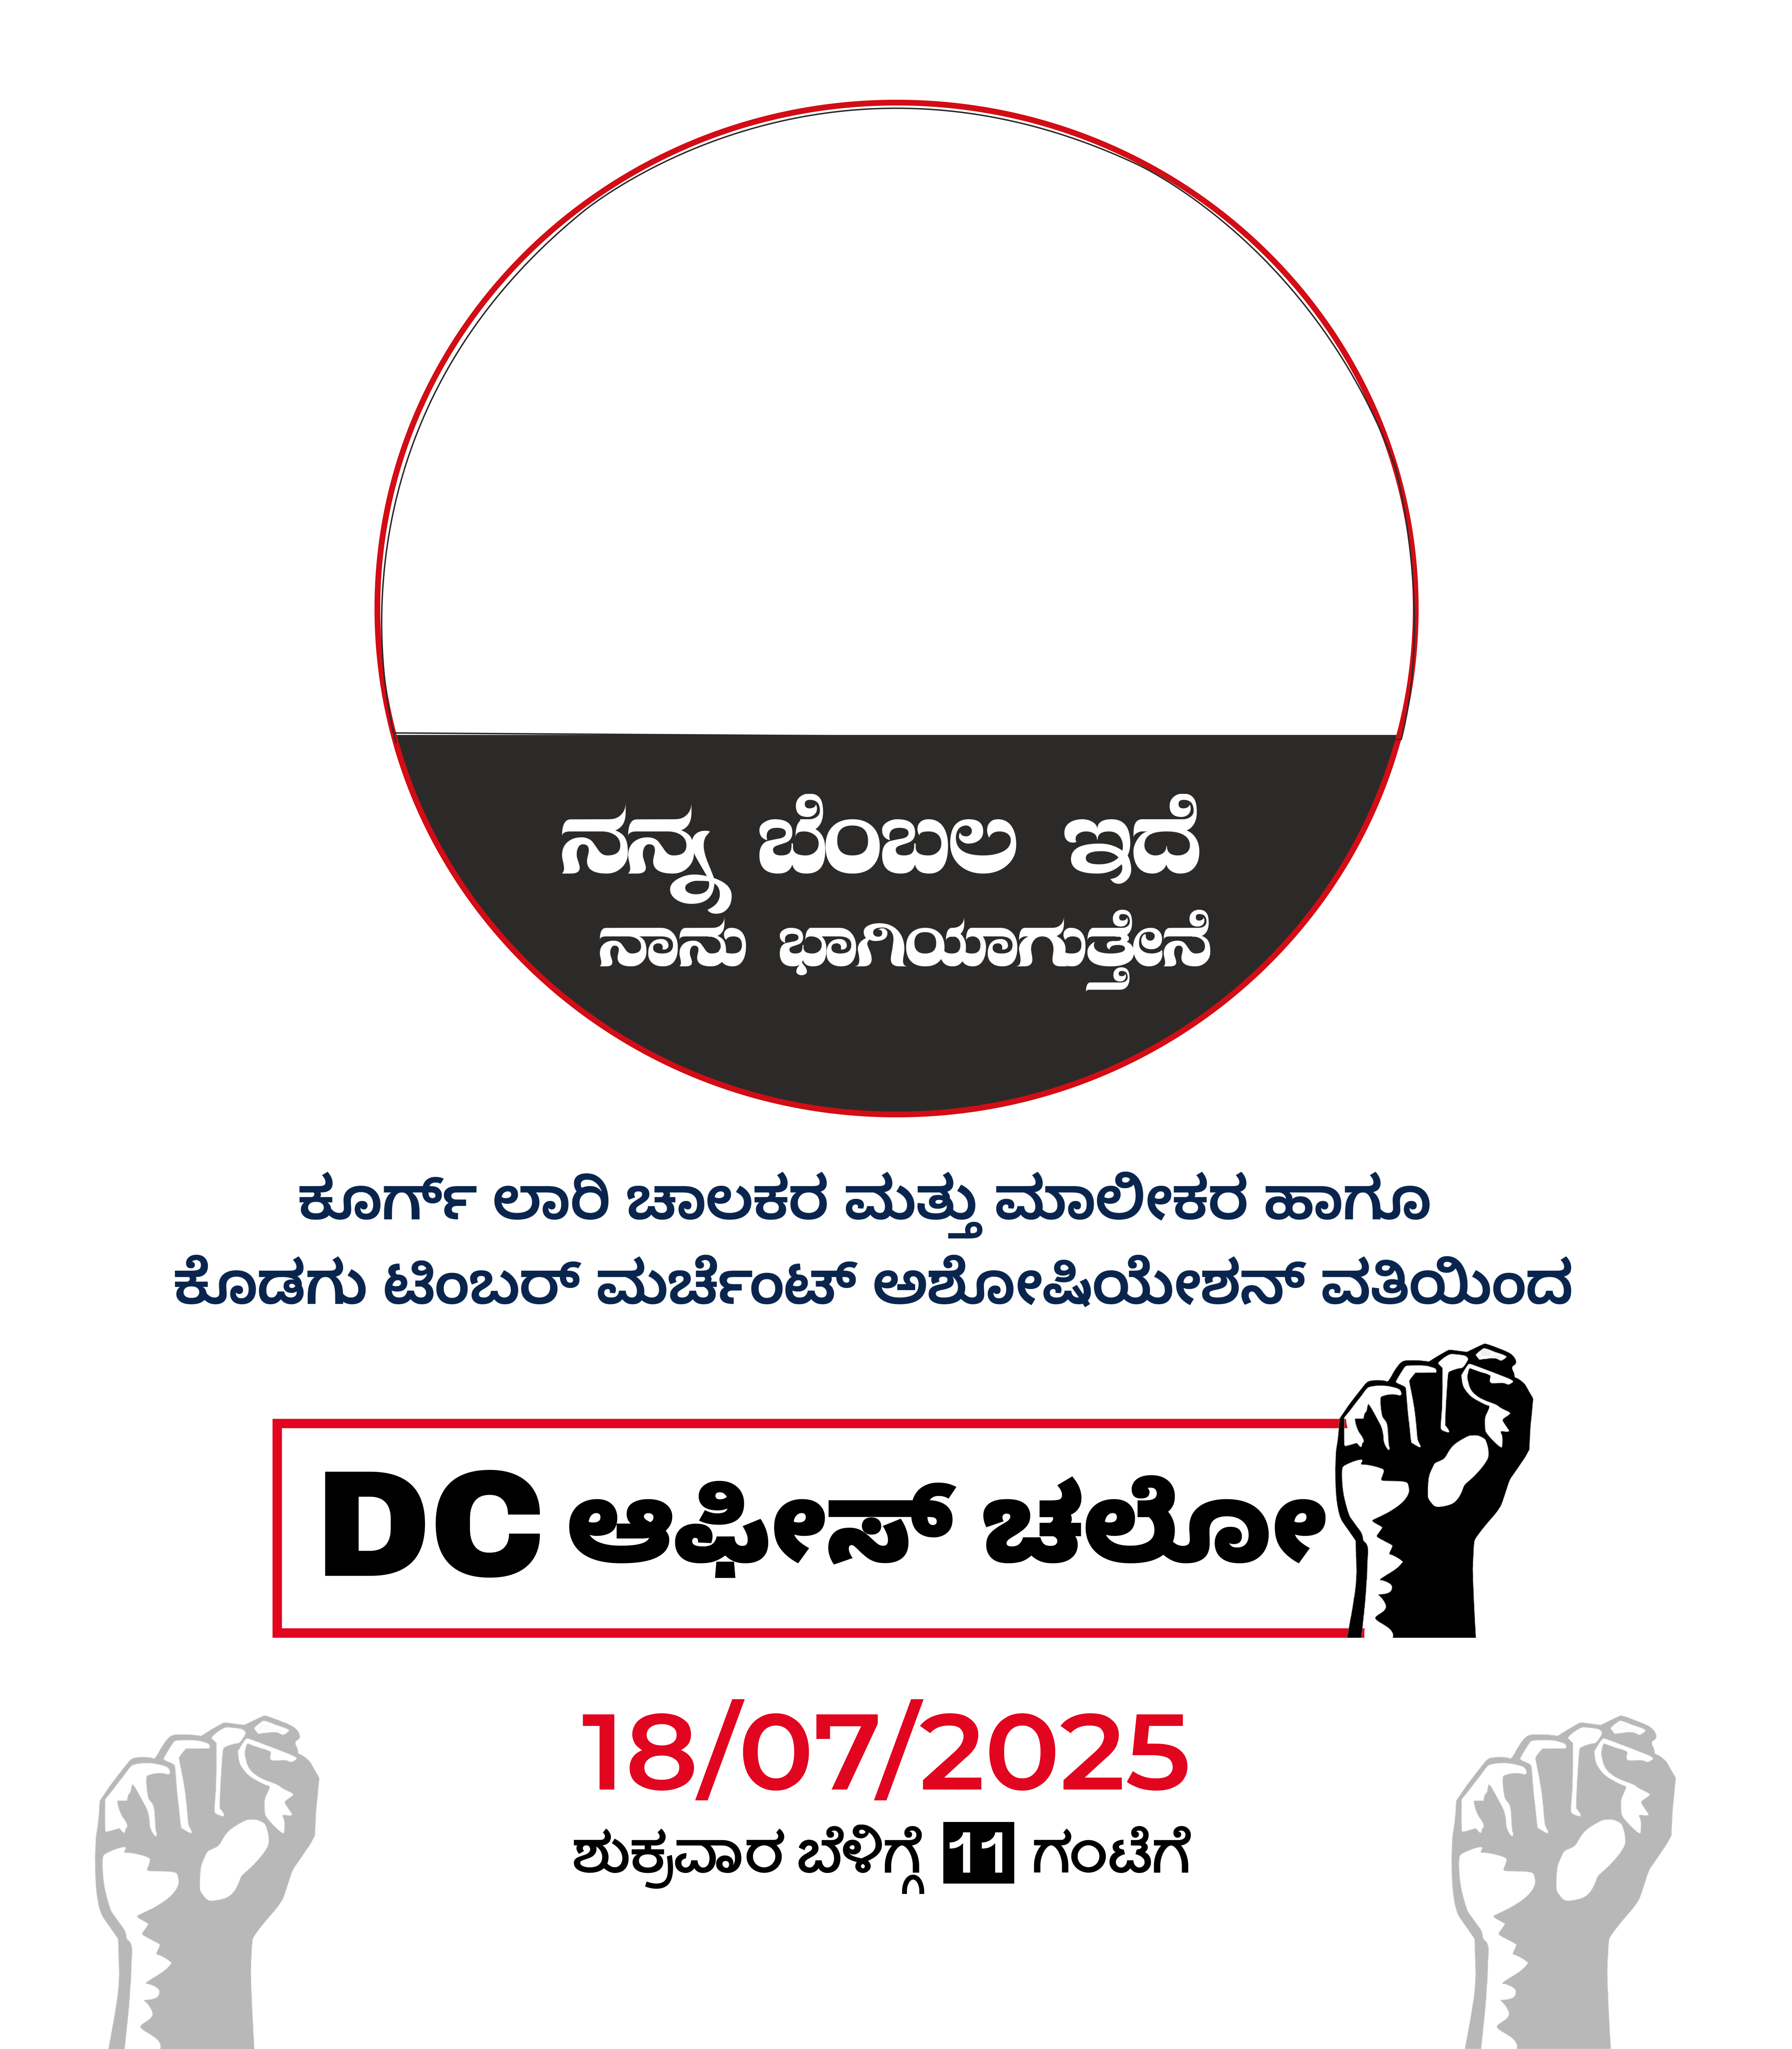 ನನ್ನ ಬೆಂಬಲ ಇದೆ
ನಾನು ಭಾಗಿಯಾಗುತ್ತೇನೆ
ಕೂರ್ಗ್ ಲಾರಿ ಚಾಲಕರ ಮತ್ತು ಮಾಲೀಕರ ಹಾಗೂ
ಕೊಡಗು ಟಿಂಬರ್ ಮರ್ಚೆಂಟ್ ಅಶೋಷಿಯೇಶನ್ ವತಿಯಿಂದ
DC ಆಫೀಸ್ ಚಲೋ
18/07/2025
ಶುಕ್ರವಾರ ಬೆಳಿಗ್ಗೆ 11 ಗಂಟೆಗೆ